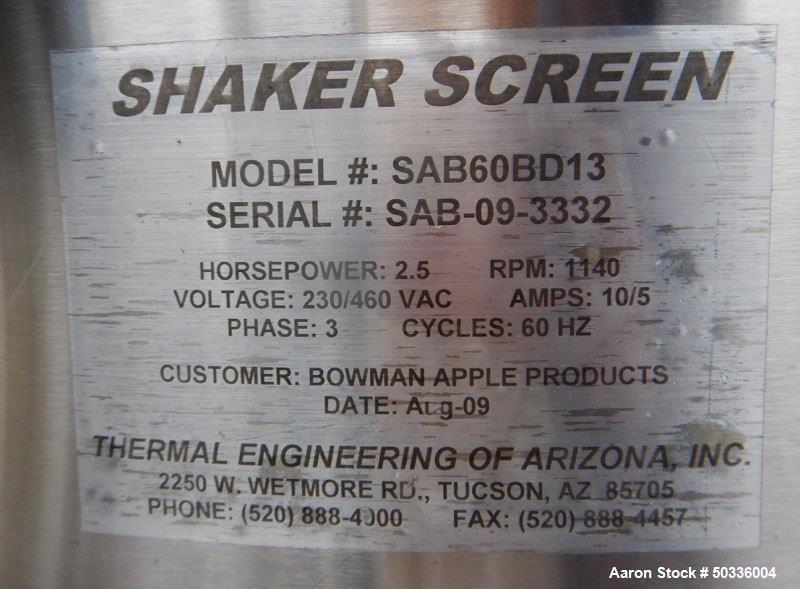 SHAKER SCREEN
MODEL #: SAB60BD13
SERIAL #: SAB-09-3332
HORSEPOWER: 2.5 RPM: 1140
VOLTAGE: 230/460 VAC AMPS: 10/5
PHASE: 3 CYCLES: 60 HZ
CUSTOMER: BOWMAN APPLE PRODUCTS
DATE: Aug-09
THERMAL ENGINEERING OF ARIZONA, INC.
2250 W. WETMORE RD., TUCSON, AZ 85705
PHONE: (520) 888-4000 FAX: (520) 888-4457
Aaron Stock # 50336004